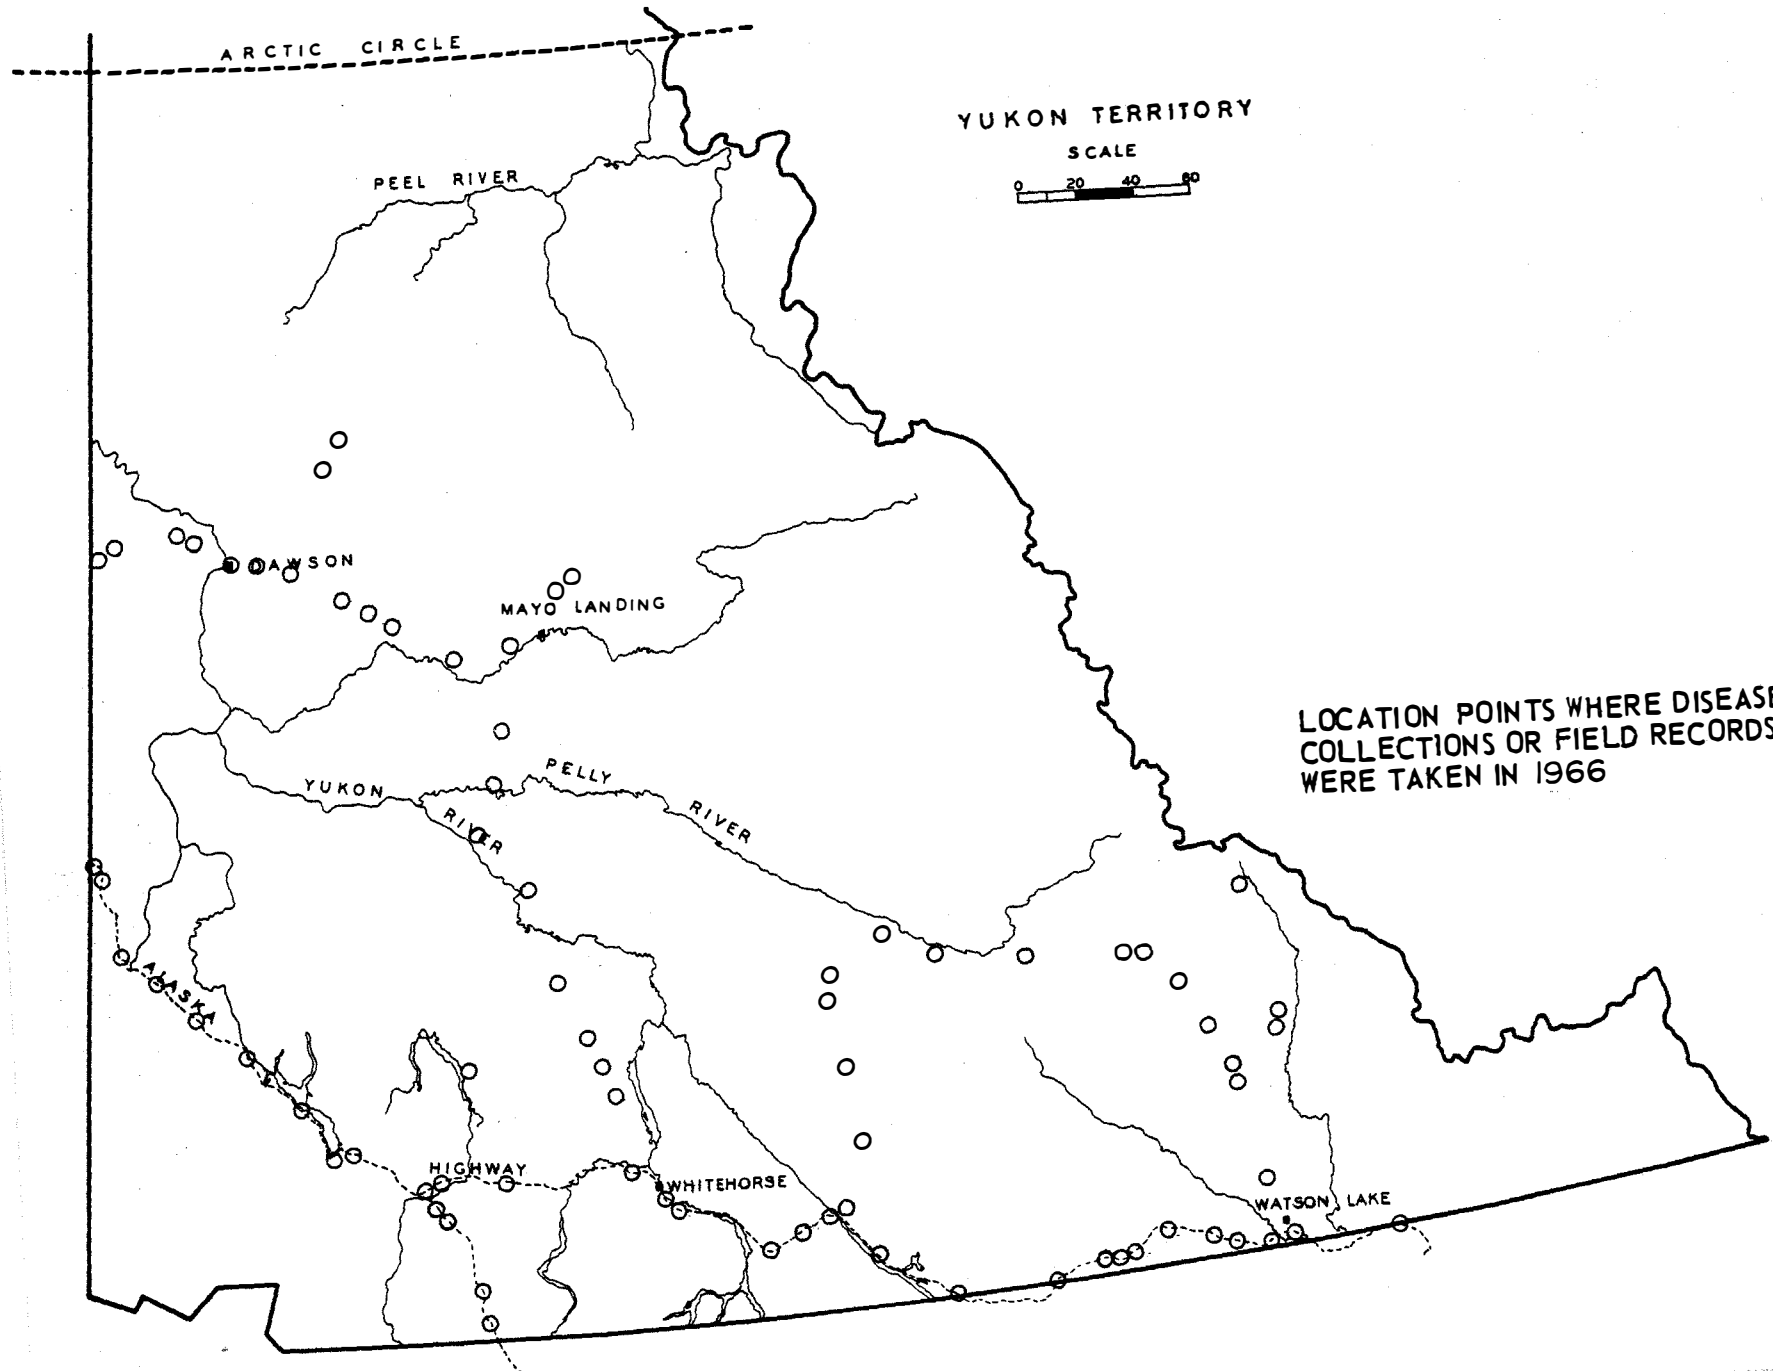 ARCTIC CIRCLE
YUKON TERRITORY
SCALE
0 20 40 60
PEEL RIVER
DAWSON
MAYO LANDING
LOCATION POINTS WHERE DISEASE
COLLECTIONS OR FIELD RECORDS
WERE TAKEN IN 1966
PELLY
YUKON
RIVER
RIVER
ALASKA
HIGHWAY
WHITEHORSE
WATSON LAKE